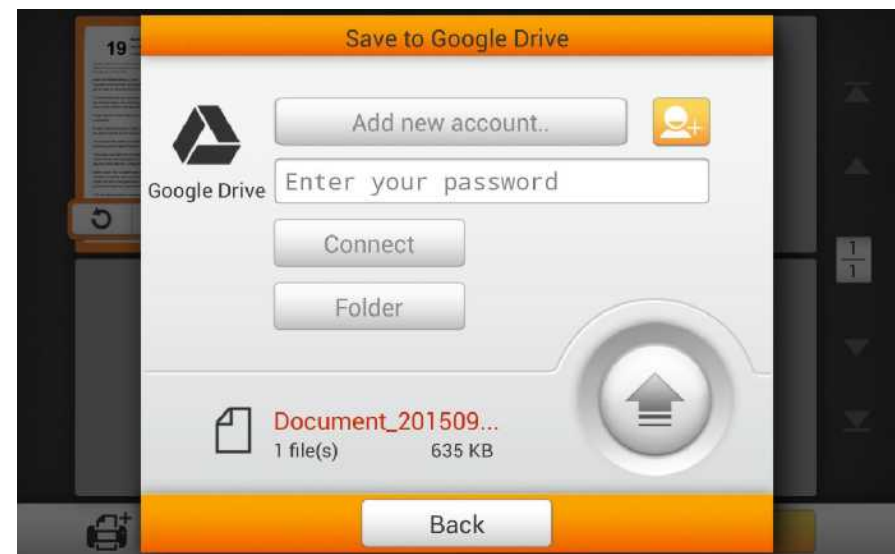 19
Save to Google Drive
Add new account..
Google Drive
Enter your password
Connect
Folder
1
1
Document_201509...
1 file(s) 635 KB
Back